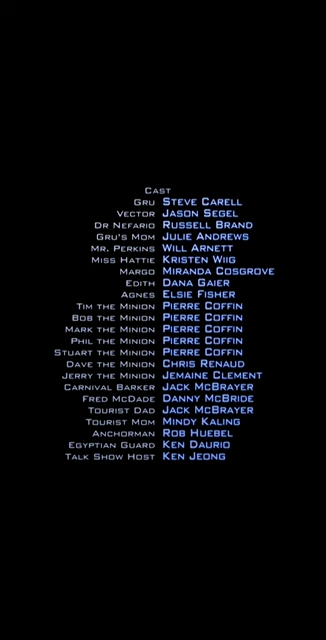 Cast
Gru Steve Carell
Vector Jason Segel
Dr Nefario Russell Brand
Gru's Mom Julie Andrews
Mr. Perkins Will Arnett
Miss Hattie Kristen Wiig
Margo Miranda Cosgrove
Edith Dana Gaier
Agnes Elsie Fisher
Tim the Minion Pierre Coffin
Bob the Minion Pierre Coffin
Mark the Minion Pierre Coffin
Phil the Minion Pierre Coffin
Stuart the Minion Pierre Coffin
Dave the Minion Chris Renaud
Jerry the Minion Jemaine Clement
Carnival Barker Jack McBrayer
Fred McDade Danny McBride
Tourist Dad Jack McBrayer
Tourist Mom Mindy Kaling
Anchorman Rob Huebel
Egyptian Guard Ken Daurio
Talk Show Host Ken Jeong